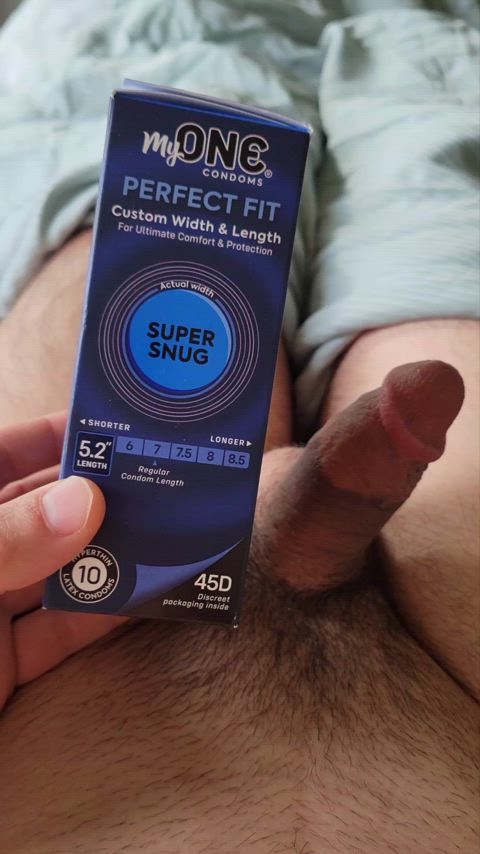 MyONE®
CONDOMS
PERFECT FIT
Custom Width & Length
For Ultimate Comfort & Protection
Actual width
SUPER
SNUG
◄SHORTER
LONGER►
5.2"
LENGTH
6 7 7.5 8 8.5
Regular
Condom Length
HYPERTHIN
10
LATEX CONDOMS
45D
Discreet
packaging inside